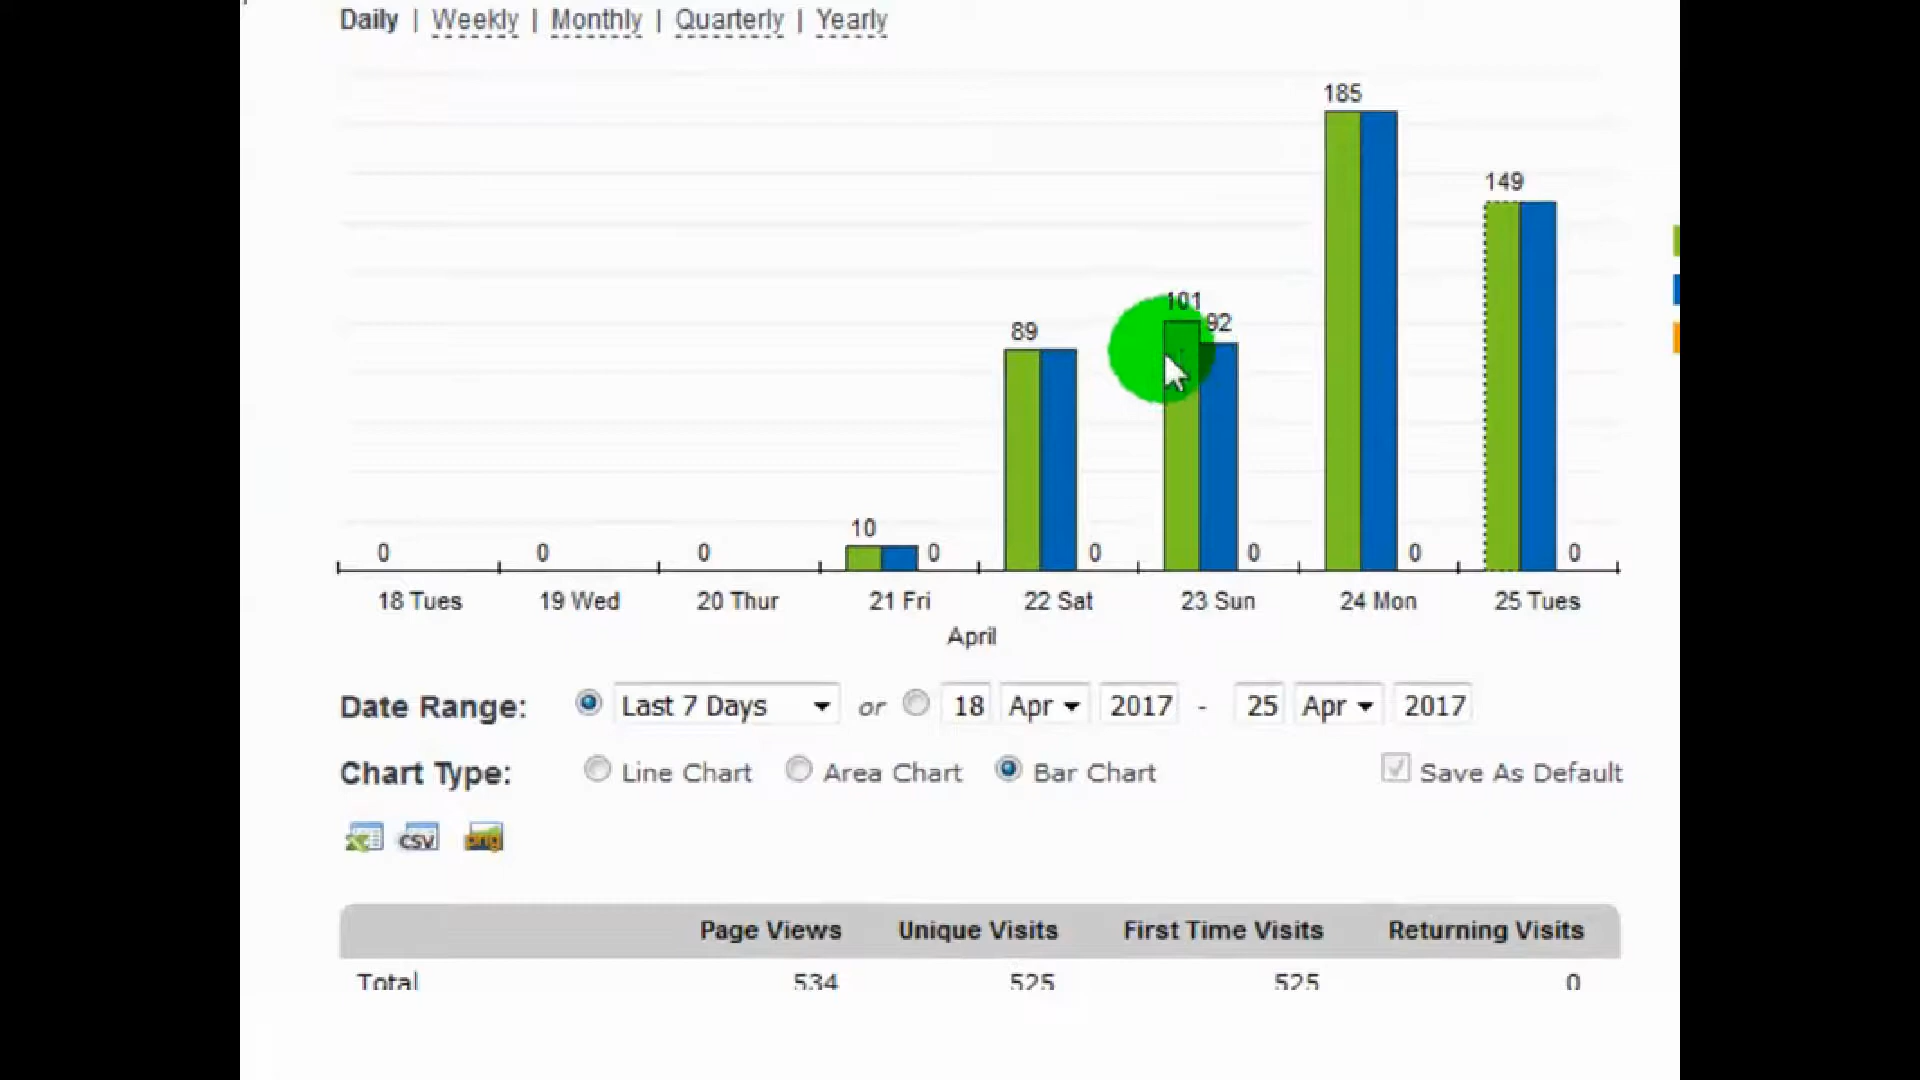 Daily | Weekly | Monthly | Quarterly | Yearly
185
149
101
92
89
10
0 0 0 0 0 0 0 0
18 Tues 19 Wed 20 Thur 21 Fri 22 Sat 23 Sun 24 Mon 25 Tues
April
Date Range: Last 7 Days or 18 Apr 2017 - 25 Apr 2017
Chart Type: Line Chart Area Chart Bar Chart Save As Default
CSV png
Page Views Unique Visits First Time Visits Returning Visits
Total 534 525 525 0